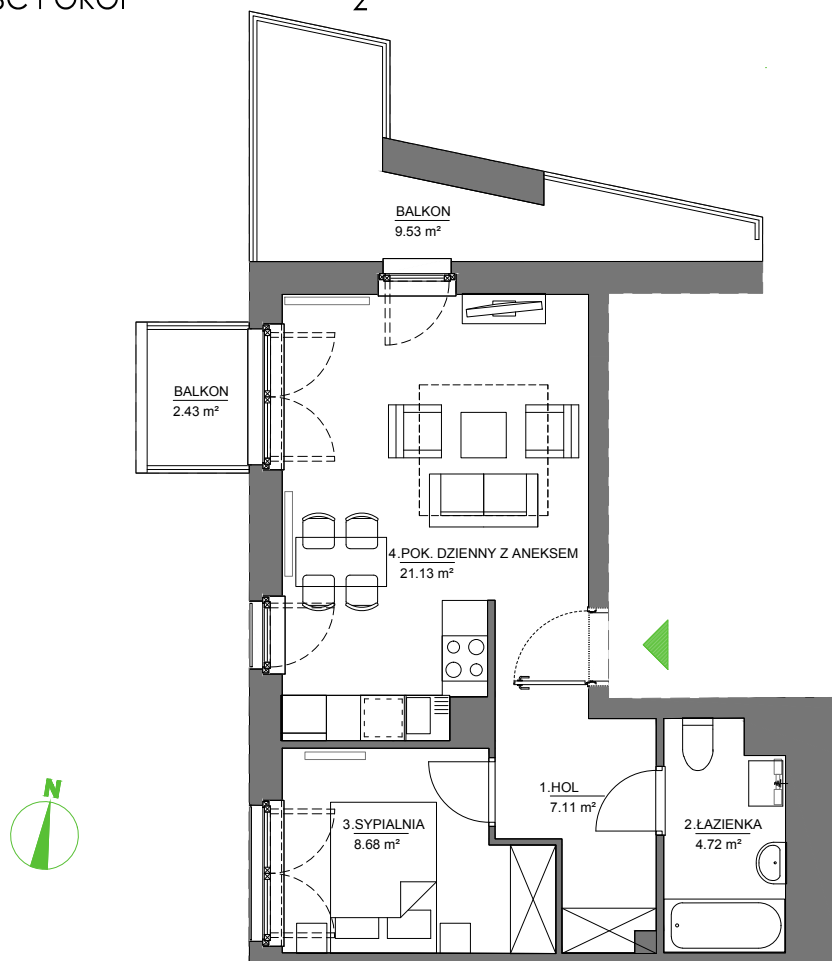 2
BALKON
9.53 m²
BALKON
2.43 m²
4.POK. DZIENNY Z ANEKSEM
21.13 m²
1.HOL
7.11 m²
3.SYPIALNIA
8.68 m²
2.ŁAZIENKA
4.72 m²
N